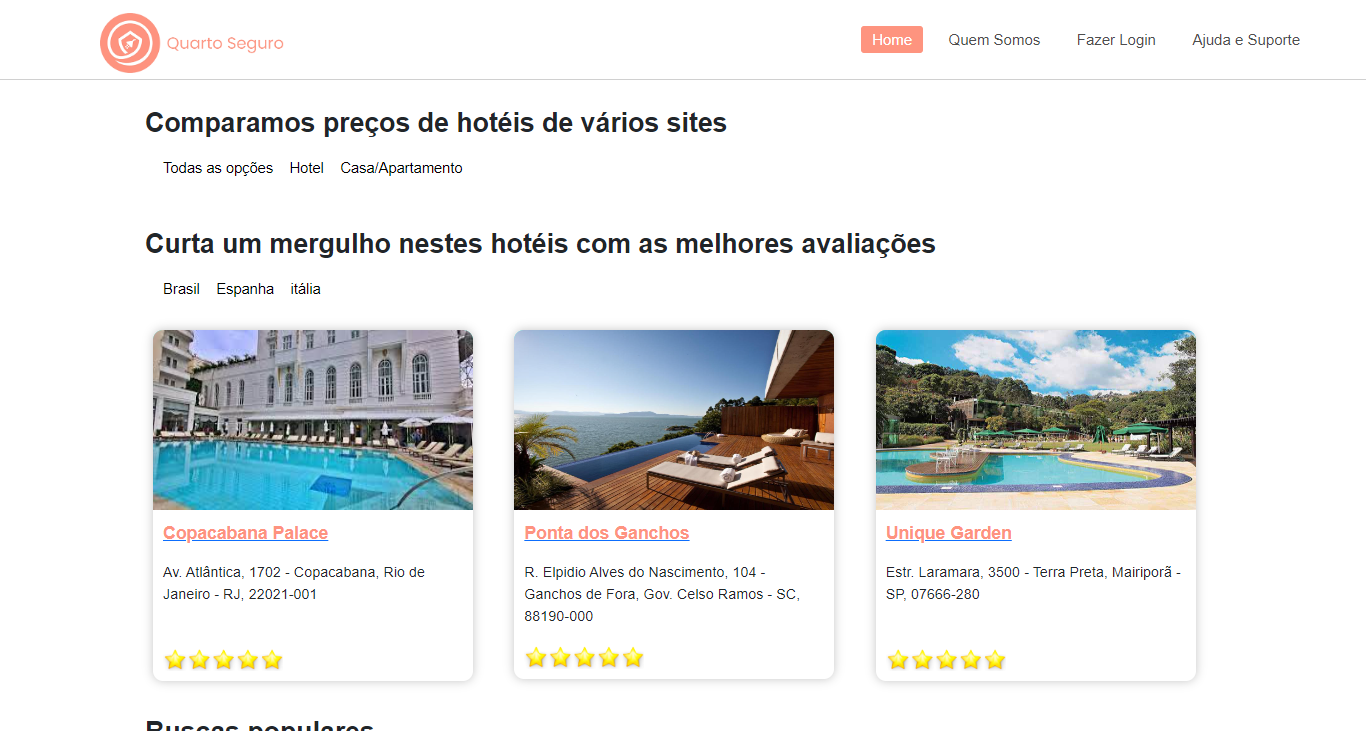 Quarto Seguro
Home Quem Somos Fazer Login Ajuda e Suporte
Comparamos preços de hotéis de vários sites
Todas as opções Hotel Casa/Apartamento
Curta um mergulho nestes hotéis com as melhores avaliações
Brasil Espanha itália
Copacabana Palace
Av. Atlântica, 1702 - Copacabana, Rio de
Janeiro - RJ, 22021-001
Ponta dos Ganchos
R. Elpidio Alves do Nascimento, 104 -
Ganchos de Fora, Gov. Celso Ramos - SC,
88190-000
Unique Garden
Estr. Laramara, 3500 - Terra Preta, Mairiporã -
SP, 07666-280
Buscas populares